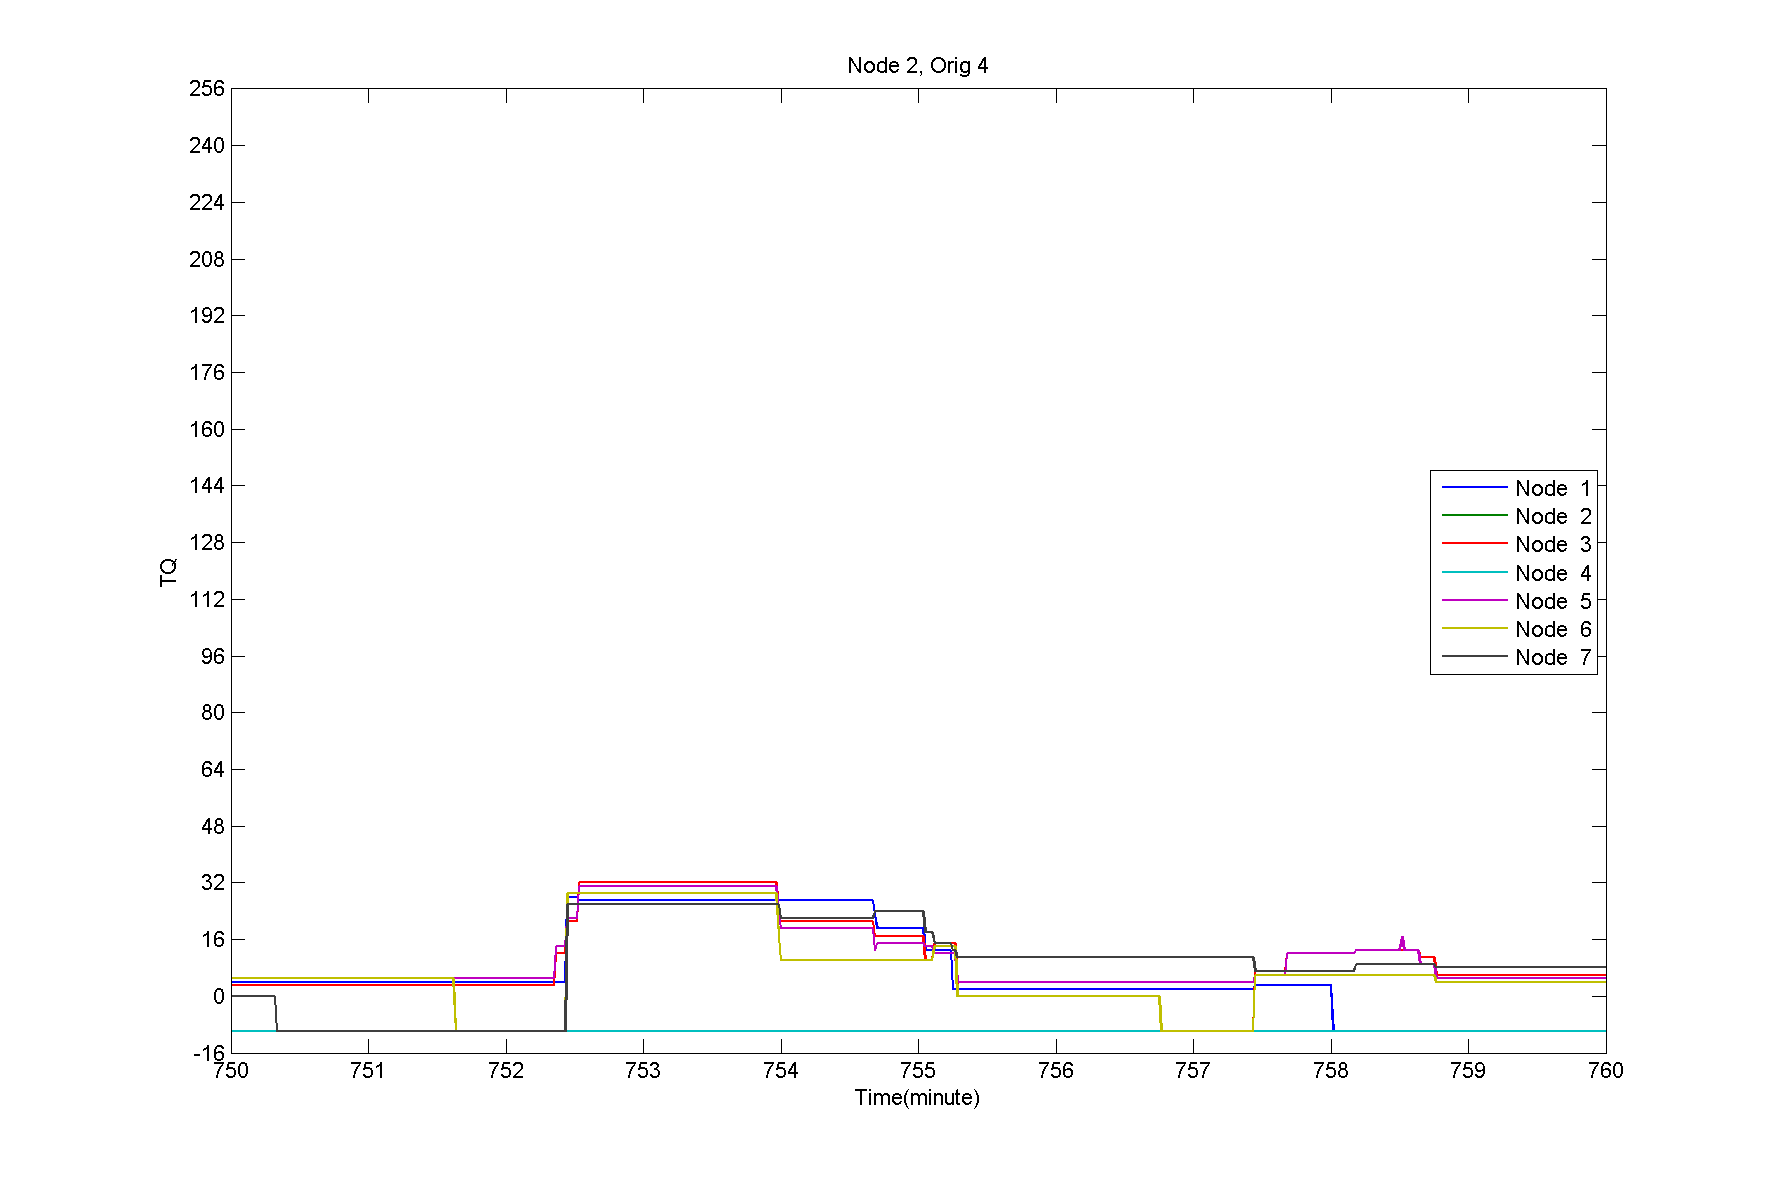 Node 2, Orig 4
256
240
224
208
192
176
160
144
128
112
96
80
64
48
32
16
0
-16
TQ
Node 1
Node 2
Node 3
Node 4
Node 5
Node 6
Node 7
750 751 752 753 754 755 756 757 758 759 760
Time(minute)